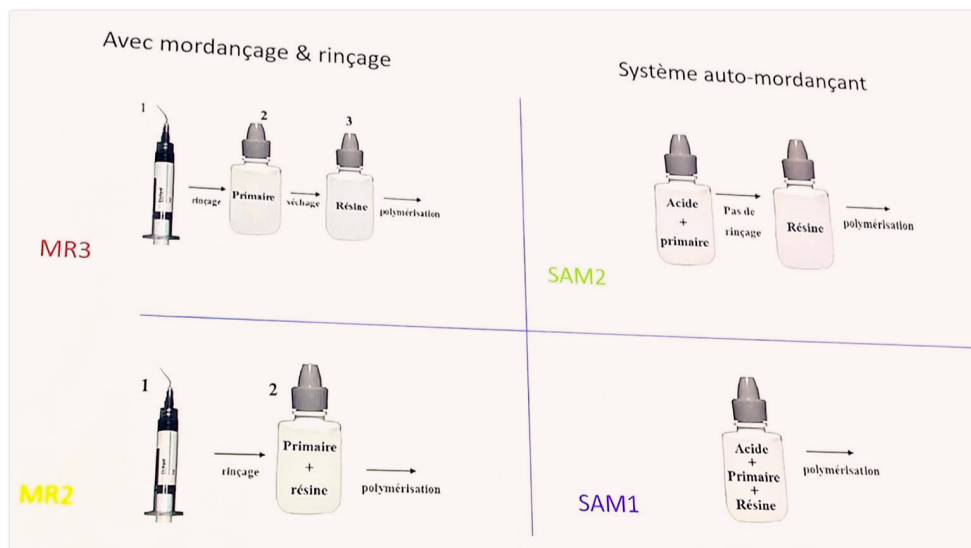 Avec mordançage & rinçage
1
2
3
rinçage
Primaire
séchage
Résine
polymérisation
MR3
Système auto-mordançant
Acide
+
primaire
Pas de
rinçage
Résine
polymérisation
SAM2
1
2
rinçage
Primaire
+
résine
polymérisation
MR2
Acide
+
Primaire
+
Résine
polymérisation
SAM1